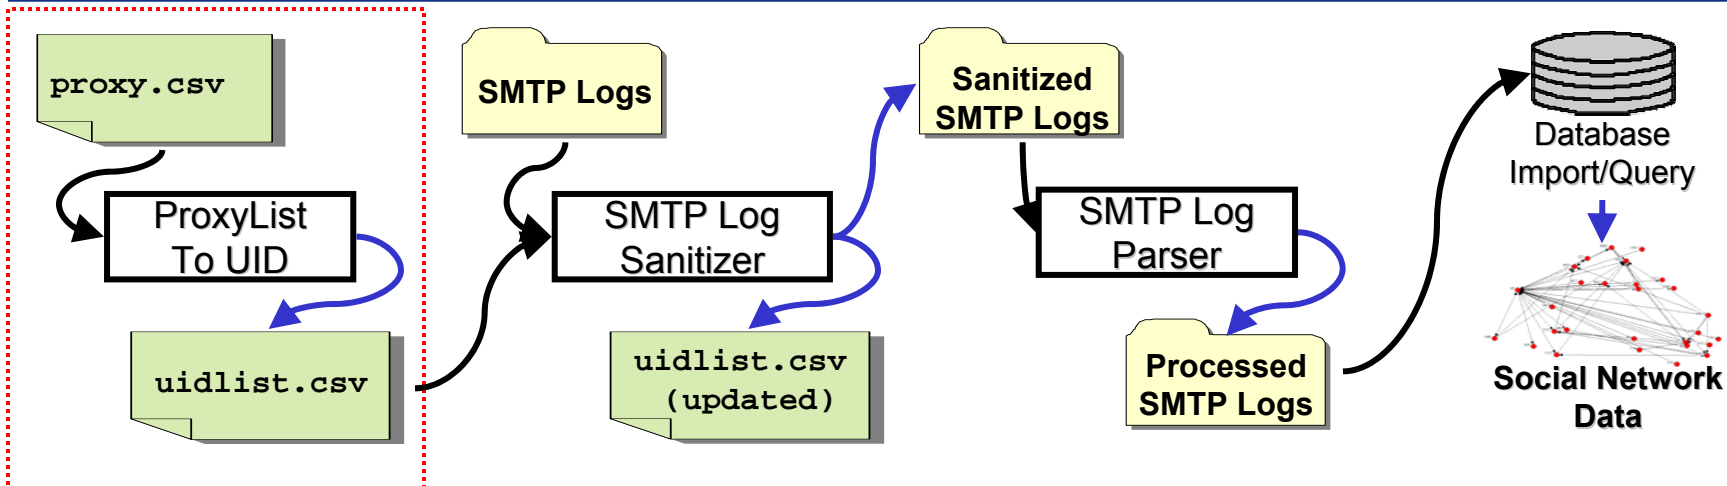 proxy.csv
ProxyList
To UID
uidlist.csv
SMTP Logs
SMTP Log
Sanitizer
uidlist.csv
(updated)
Sanitized
SMTP Logs
SMTP Log
Parser
Processed
SMTP Logs
Database
Import/Query
Social Network
Data